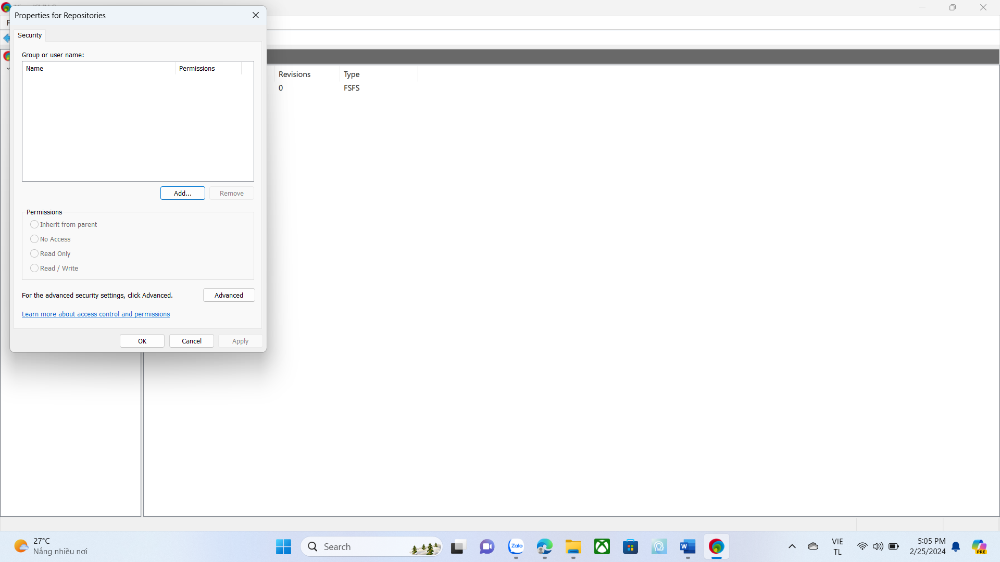 Properties for Repositories
Security
Group or user name:
Name Permissions
Add... Remove
Permissions
Inherit from parent
No Access
Read Only
Read / Write
For the advanced security settings, click Advanced. Advanced
Learn more about access control and permissions
OK Cancel Apply
Revisions Type
0 FSFS
27°C
Nắng nhiều nơi
Search
Zalo
W
VIE
TL
5:05 PM
2/25/2024
PRE